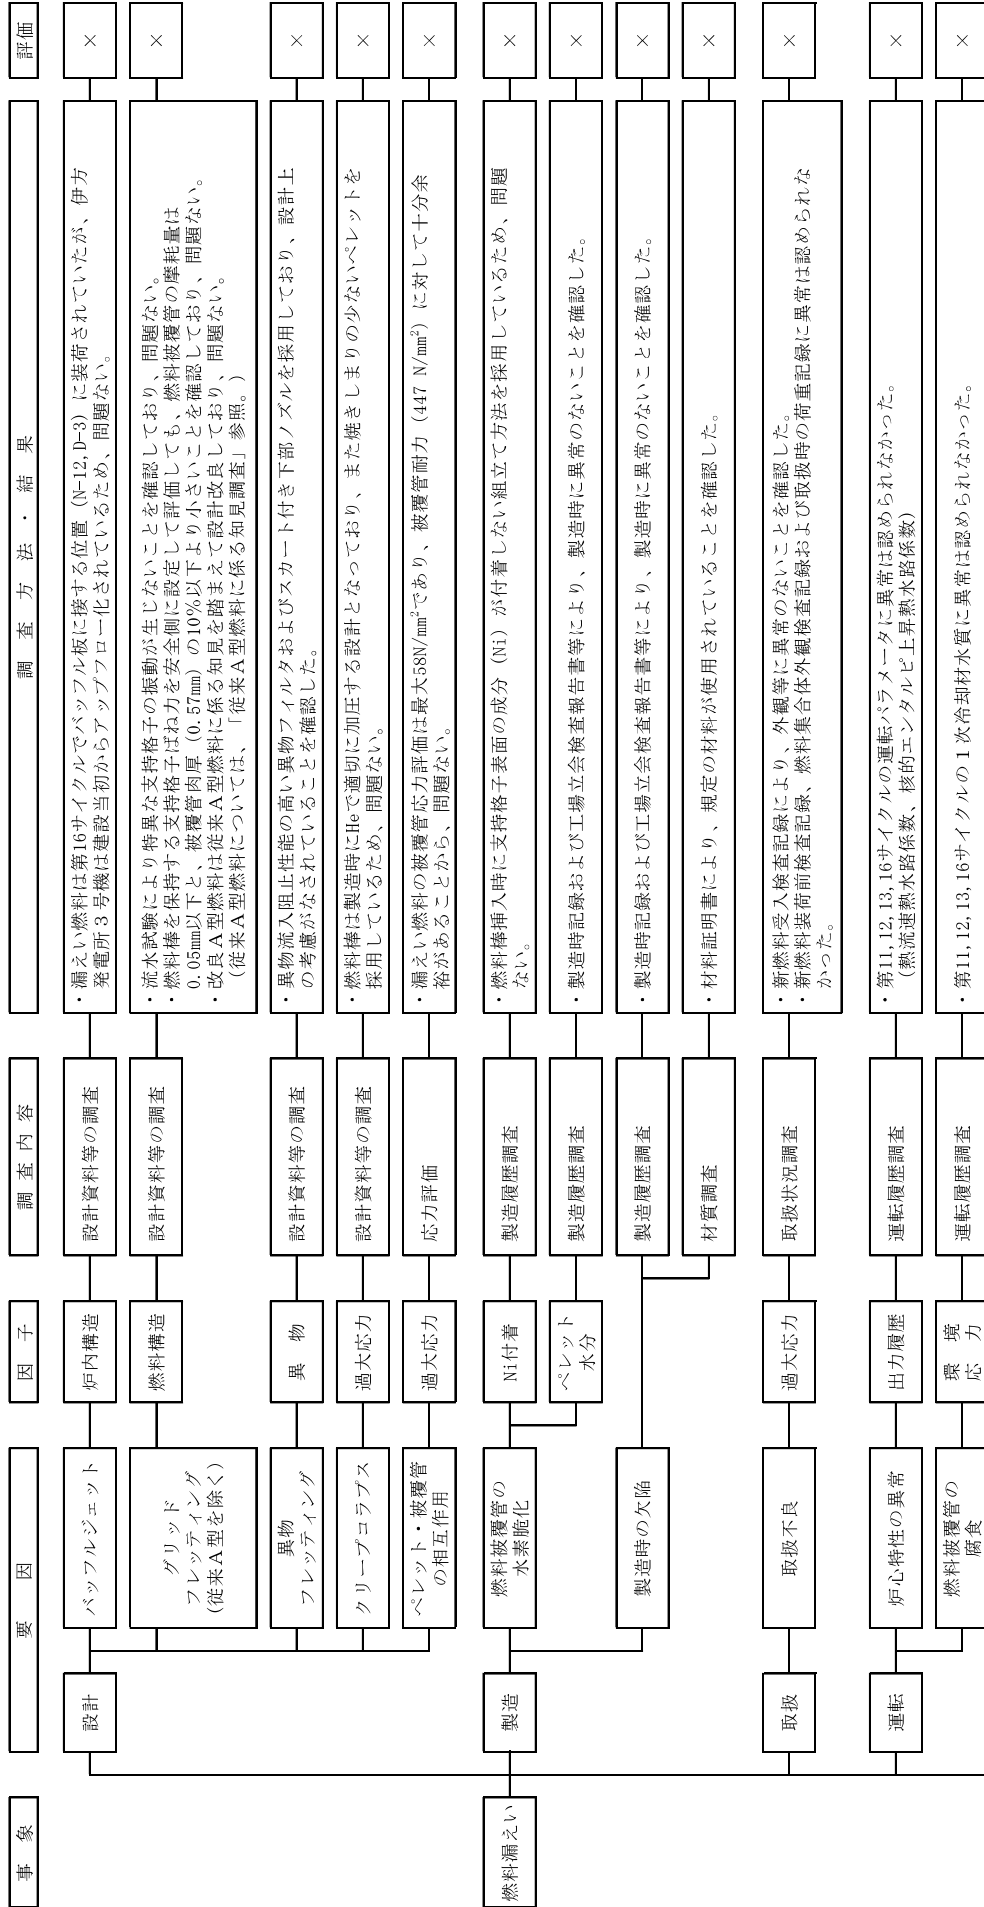 事　象
要　　因
因　子
調　査　内　容
調　査　方　法　・　結　果
評価
燃料漏えい
設計
バッフルジェット
炉内構造
設計資料等の調査
・漏えい燃料は第16サイクルでバッフル板に接する位置（N-12,D-3）に装荷されていたが、伊方
発電所３号機は建設当初からアップフロー化されているため、問題ない。
×
グリッド
フレッティング
(従来Ａ型を除く)
燃料構造
設計資料等の調査
・流水試験により特異な支持格子の振動が生じないことを確認しており、問題ない。
・燃料棒を保持する支持格子ばね力を安全側に設定して評価しても、燃料被覆管の摩耗量は
0.05mm以下と、被覆管肉厚（0.57mm）の10％以下より小さいことを確認しており、問題ない。
・改良Ａ型燃料は従来Ａ型燃料に係る知見を踏まえて設計改良しており、問題ない。
（従来Ａ型燃料については、「従来Ａ型燃料に係る知見調査」参照。）
×
異物
フレッティング
異　物
設計資料等の調査
・異物流入阻止性能の高い異物フィルタおよびスカート付き下部ノズルを採用しており、設計上
の考慮がなされていることを確認した。
×
クリープコラプス
過大応力
設計資料等の調査
・燃料棒は製造時にHeで適切に加圧する設計となっており、また焼きしまりの少ないペレットを
採用しているため、問題ない。
×
ペレット・被覆管
の相互作用
過大応力
応力評価
・漏えい燃料の被覆管応力評価は最大58N/mm²であり、被覆管耐力（447 N/mm²）に対して十分余
裕があることから、問題ない。
×
製造
燃料被覆管の
水素脆化
Ni付着
製造履歴調査
・燃料棒挿入時に支持格子表面の成分（Ni）が付着しない組立て方法を採用しているため、問題
ない。
×
ペレット
水分
製造履歴調査
・製造時記録および工場立会検査報告書等により、製造時に異常のないことを確認した。
×
製造時の欠陥
製造履歴調査
・製造時記録および工場立会検査報告書等により、製造時に異常のないことを確認した。
×
材質調査
・材料証明書により、規定の材料が使用されていることを確認した。
×
取扱
取扱不良
過大応力
取扱状況調査
・新燃料受入検査記録により、外観等に異常のないことを確認した。
・新燃料装荷前検査記録、燃料集合体外観検査記録および取扱時の荷重記録に異常は認められな
かった。
×
運転
炉心特性の異常
出力履歴
運転履歴調査
・第11,12,13,16サイクルの運転パラメータに異常は認められなかった。
（熱流速熱水路係数、核的エンタルピ上昇熱水路係数）
×
燃料被覆管の
腐食
環　境
応　力
運転履歴調査
・第11,12,13,16サイクルの１次冷却材水質に異常は認められなかった。
×